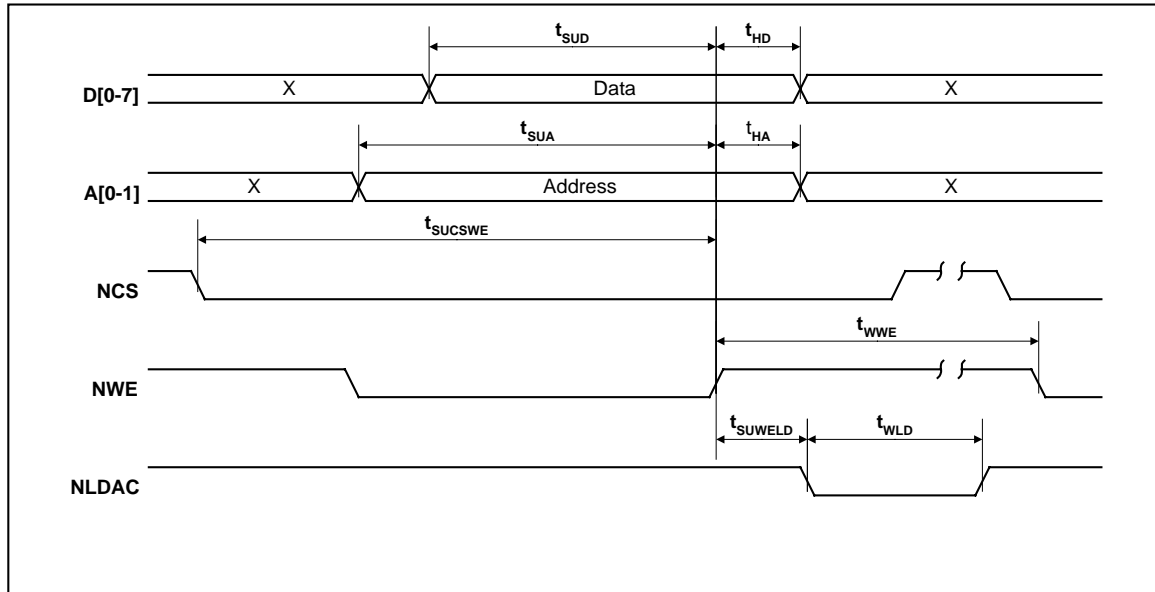 tSUD
tHD
D[0-7]
X
Data
X
tSUA
tHA
A[0-1]
X
Address
X
tSUCSWE
NCS
tWWE
NWE
tSUWELD
tWLD
NLDAC